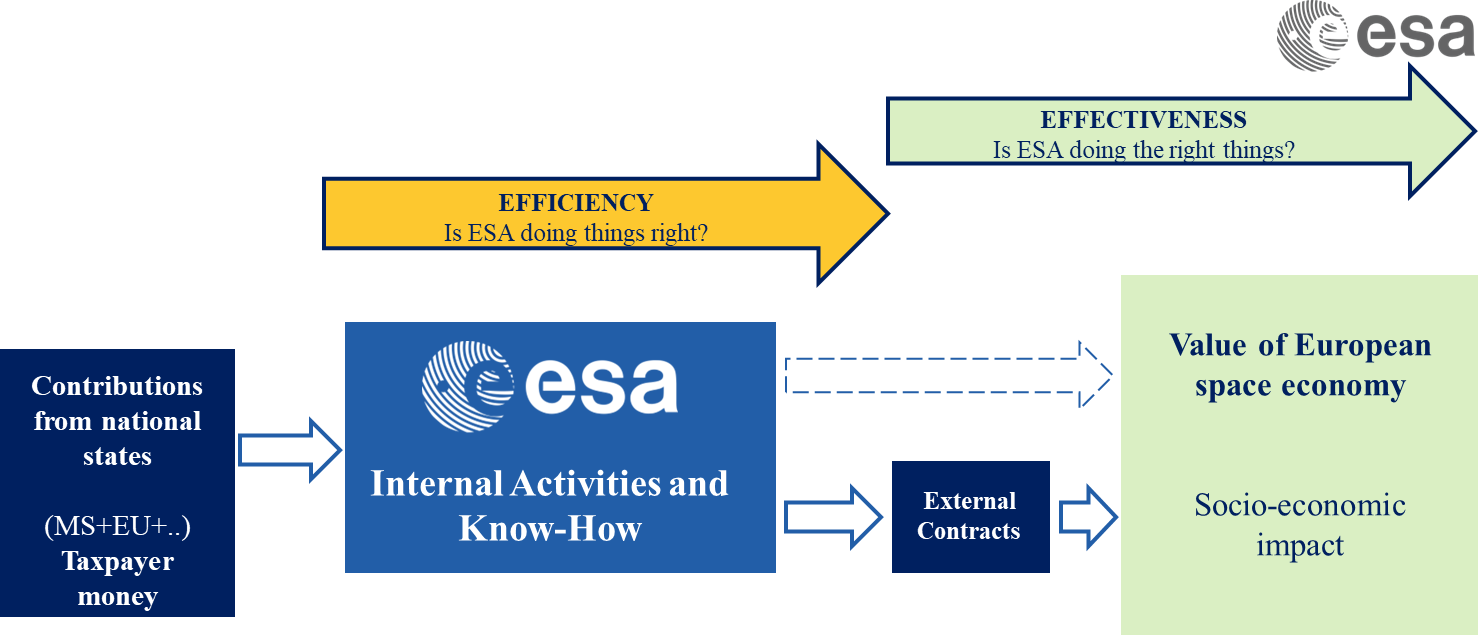 esa
EFFECTIVENESS
Is ESA doing the right things?
EFFICIENCY
Is ESA doing things right?
Contributions
from national
states
(MS+EU+..)
Taxpayer
money
esa
Internal Activities and
Know-How
External
Contracts
Value of European
space economy
Socio-economic
impact